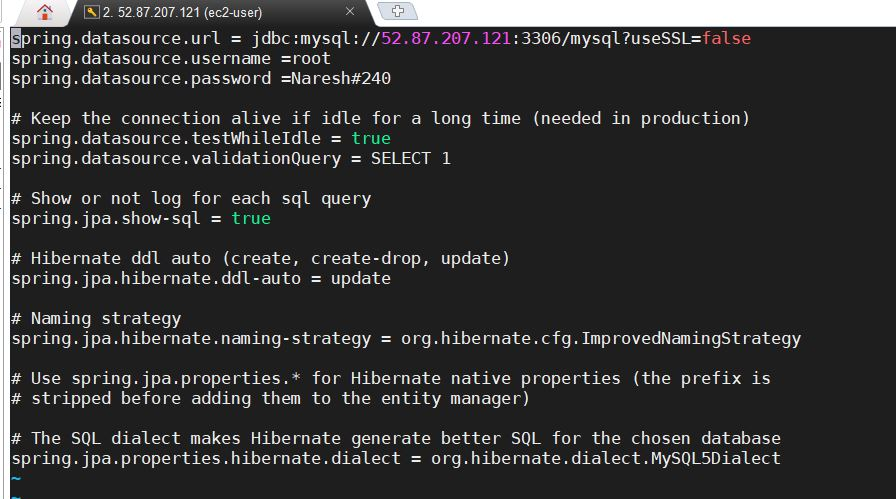 2. 52.87.207.121 (ec2-user)
spring.datasource.url = jdbc:mysql://52.87.207.121:3306/mysql?useSSL=false
spring.datasource.username =root
spring.datasource.password =Naresh#240
# Keep the connection alive if idle for a long time (needed in production)
spring.datasource.testWhileIdle = true
spring.datasource.validationQuery = SELECT 1
# Show or not log for each sql query
spring.jpa.show-sql = true
# Hibernate ddl auto (create, create-drop, update)
spring.jpa.hibernate.ddl-auto = update
# Naming strategy
spring.jpa.hibernate.naming-strategy = org.hibernate.cfg.ImprovedNamingStrategy
# Use spring.jpa.properties.* for Hibernate native properties (the prefix is
# stripped before adding them to the entity manager)
# The SQL dialect makes Hibernate generate better SQL for the chosen database
spring.jpa.properties.hibernate.dialect = org.hibernate.dialect.MySQL5Dialect
~
~